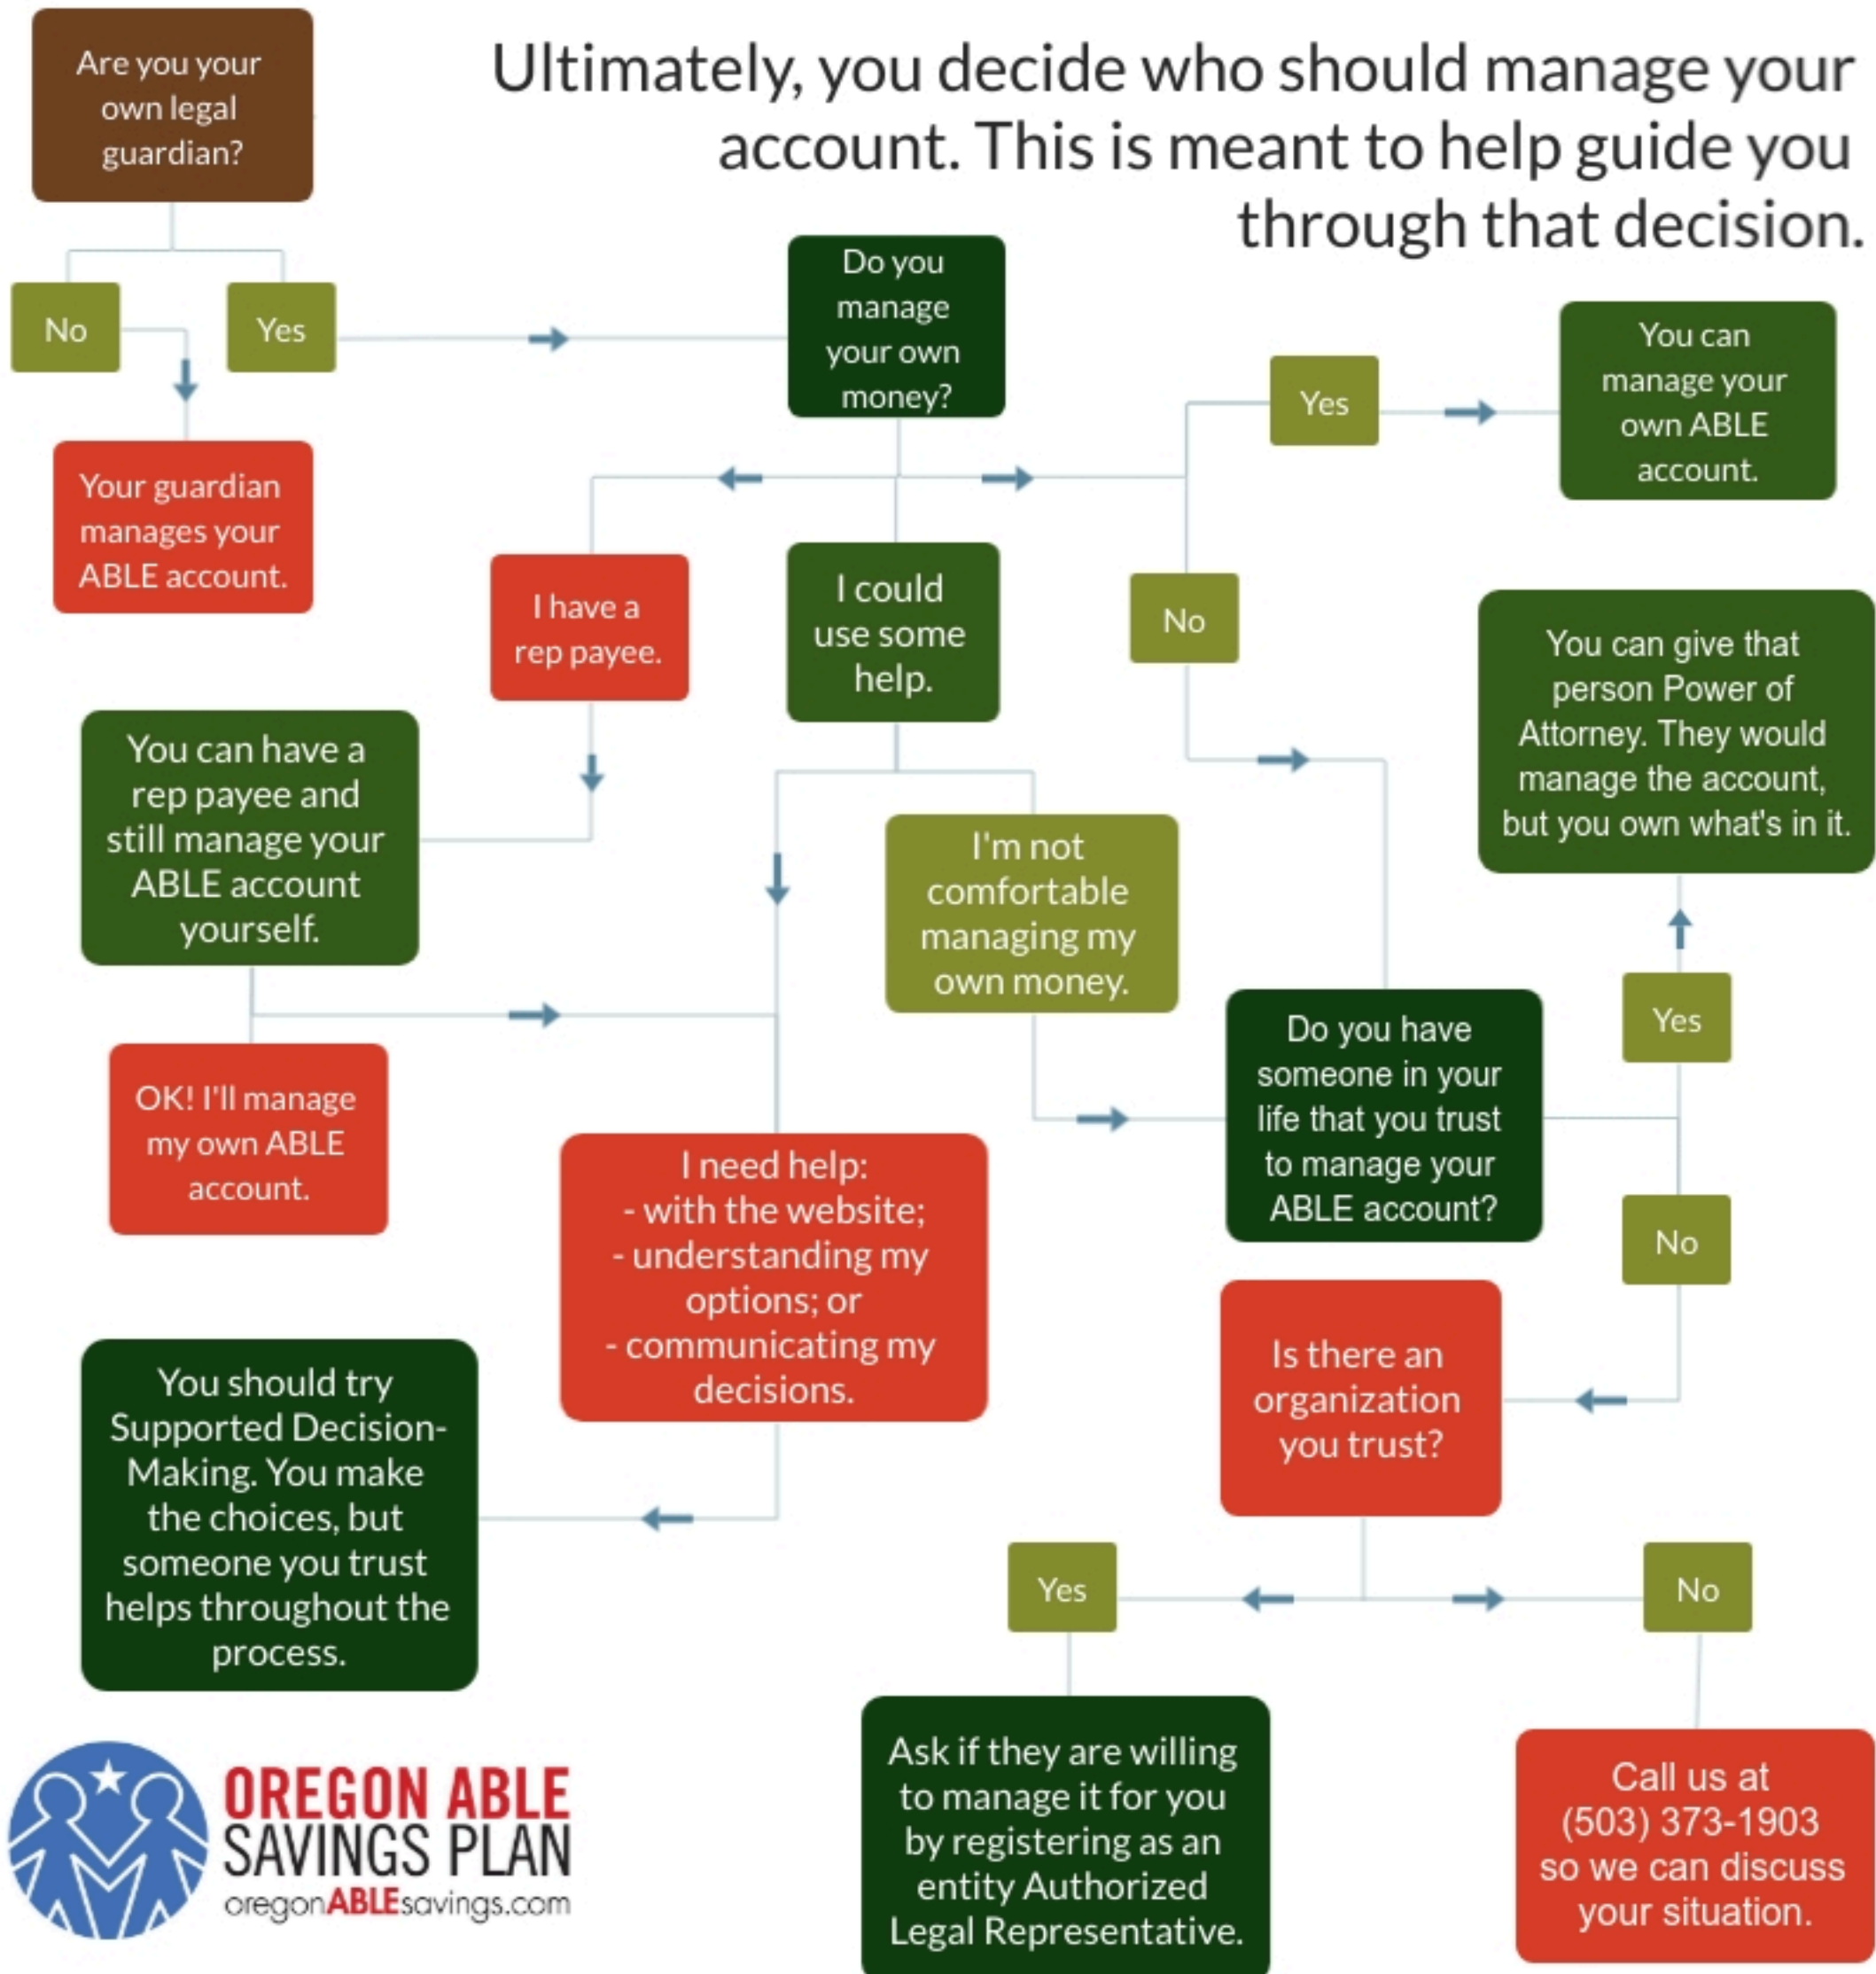 Are you your
own legal
guardian?
Ultimately, you decide who should manage your
account. This is meant to help guide you
through that decision.
No
Yes
Do you
manage
your own
money?
Yes
You can
manage your
own ABLE
account.
Your guardian
manages your
ABLE account.
I have a
rep payee.
I could
use some
help.
No
You can give that
person Power of
Attorney. They would
manage the account,
but you own what's in it.
You can have a
rep payee and
still manage your
ABLE account
yourself.
I'm not
comfortable
managing my
own money.
Do you have
someone in your
life that you trust
to manage your
ABLE account?
Yes
No
OK! I'll manage
my own ABLE
account.
I need help:
- with the website;
- understanding my
options; or
- communicating my
decisions.
Is there an
organization
you trust?
You should try
Supported Decision-
Making. You make
the choices, but
someone you trust
helps throughout the
process.
Yes
No
Ask if they are willing
to manage it for you
by registering as an
entity Authorized
Legal Representative.
Call us at
(503) 373-1903
so we can discuss
your situation.
OREGON ABLE
SAVINGS PLAN
oregonABLEsavings.com